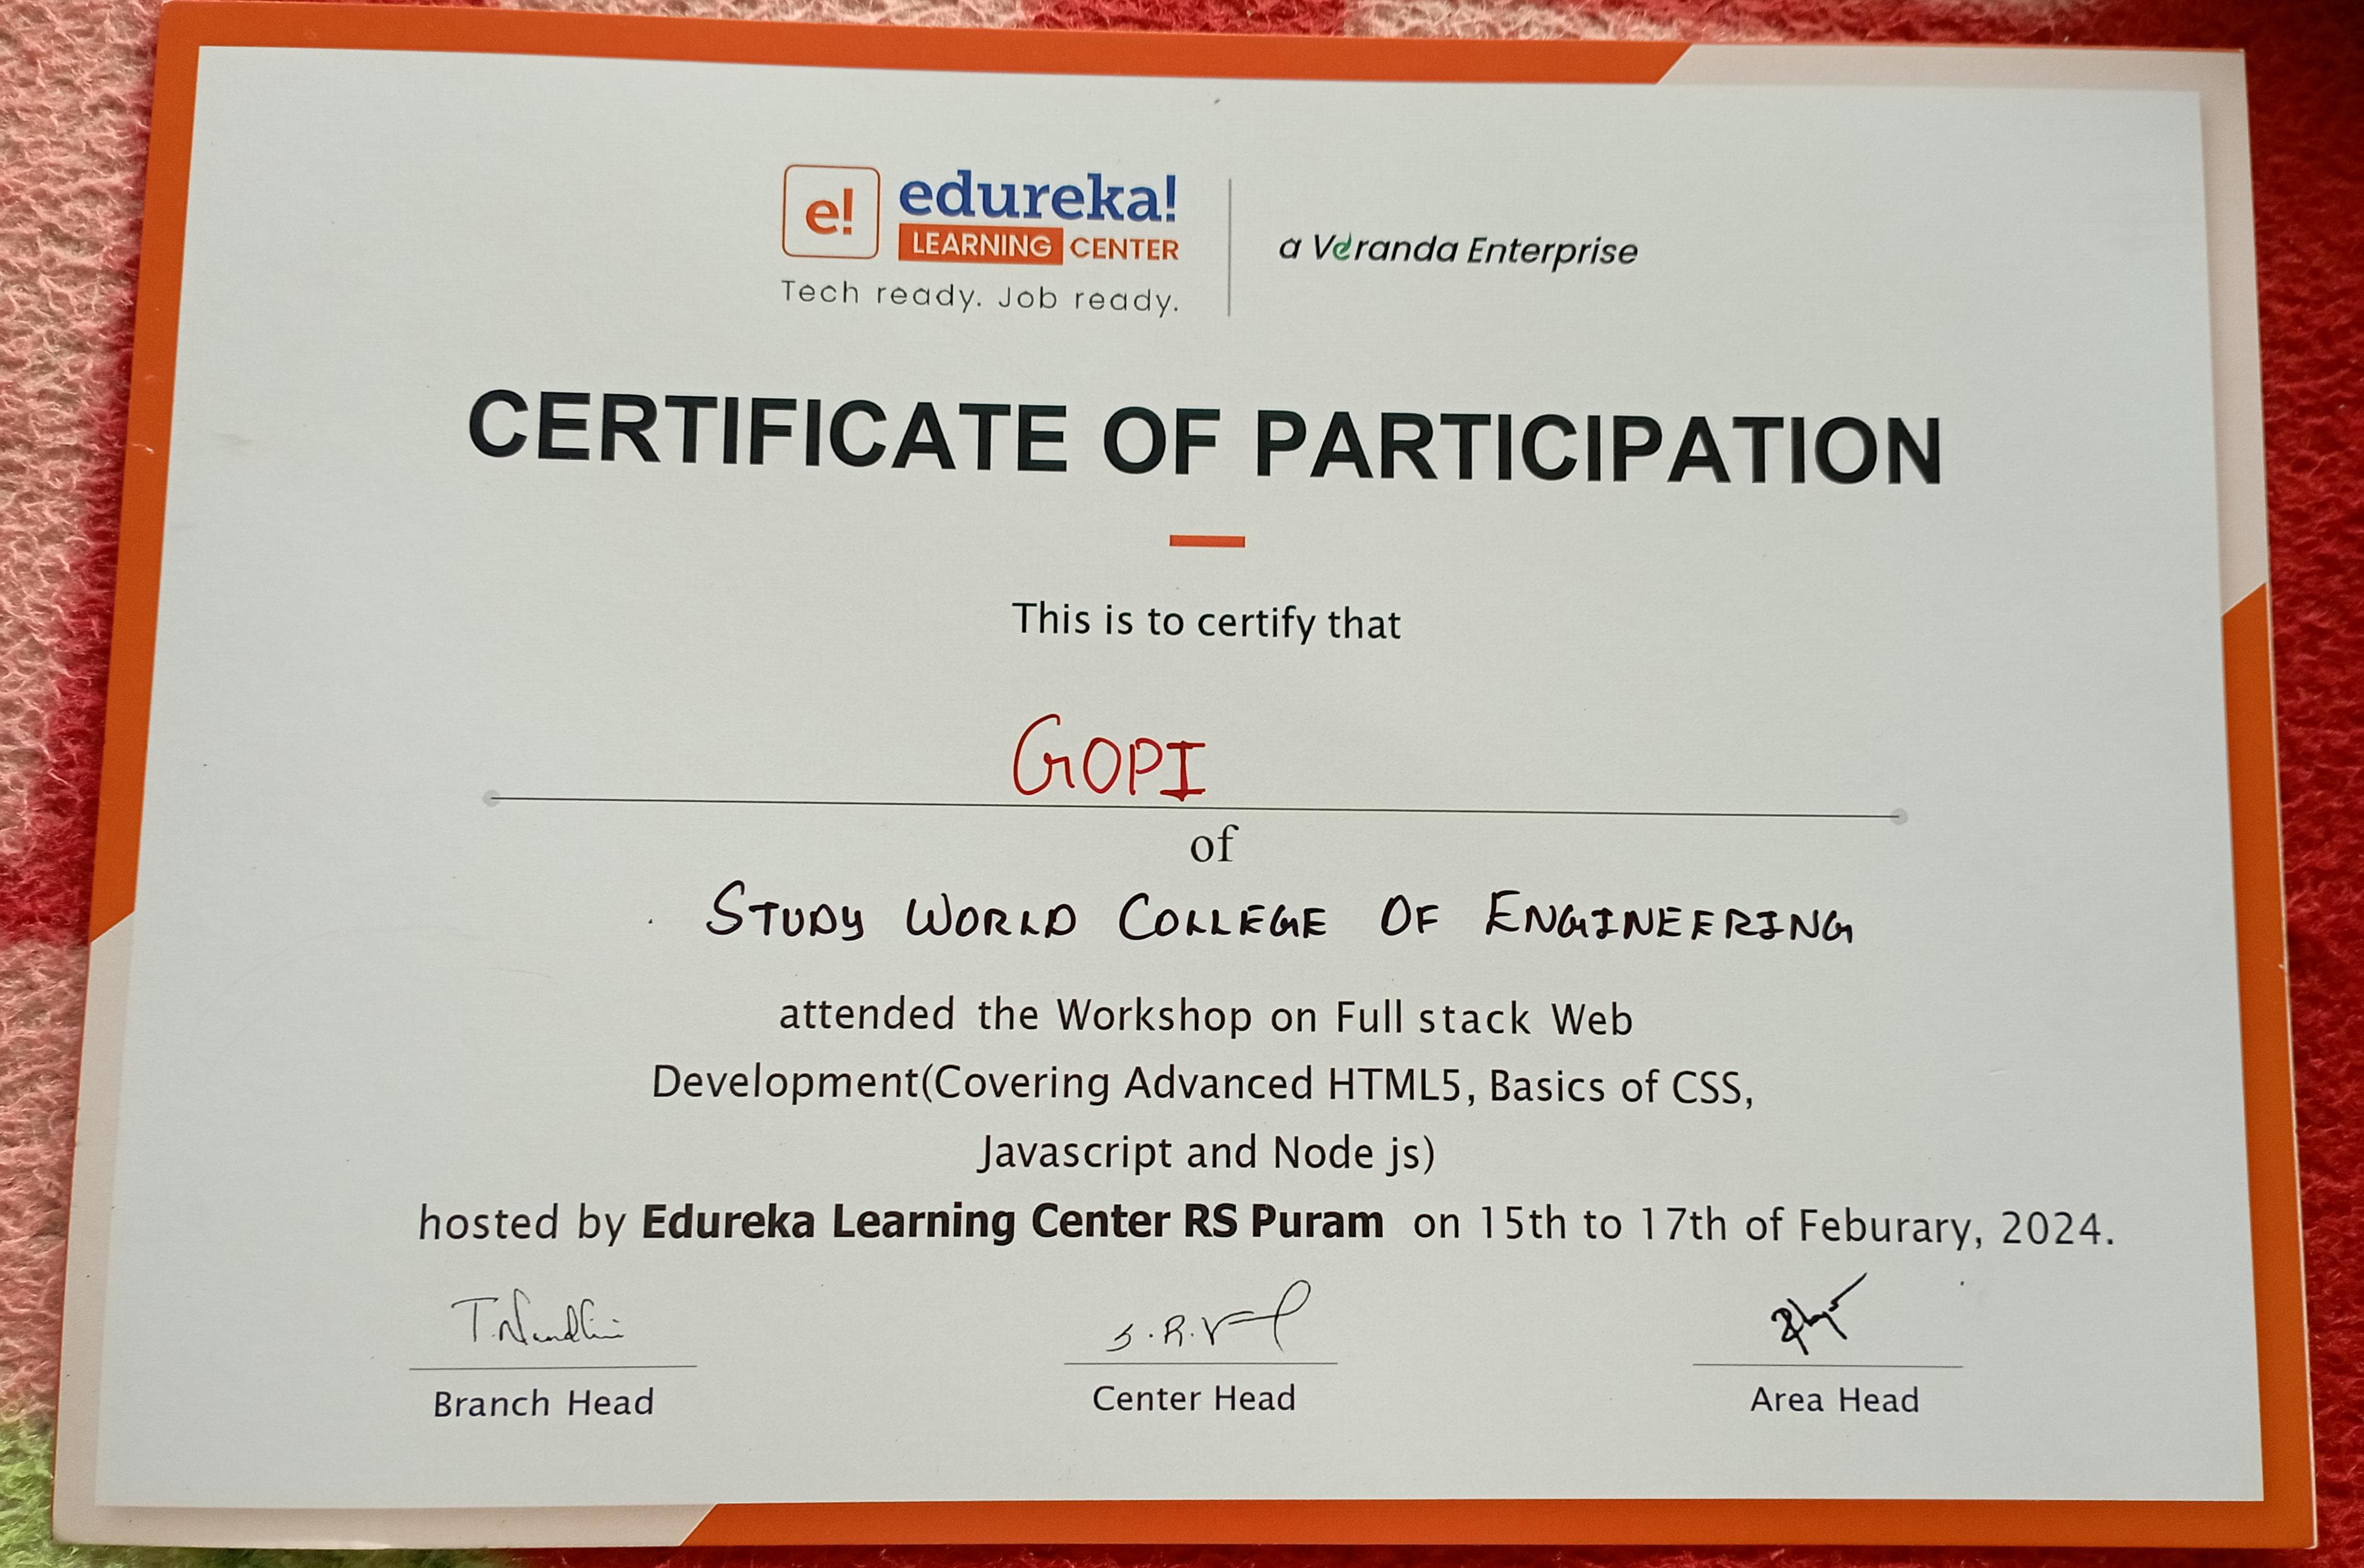 e! edureka!
LEARNING CENTER
Tech ready. Job ready.
a Veranda Enterprise
CERTIFICATE OF PARTICIPATION
This is to certify that
GOPI
of
STUDY WORLD COLLEGE OF ENGINEERING
attended the Workshop on Full stack Web
Development(Covering Advanced HTML5, Basics of CSS,
Javascript and Node js)
hosted by Edureka Learning Center RS Puram on 15th to 17th of Feburary, 2024.
T. Nandhini
S.R.
Branch Head
Center Head
Area Head